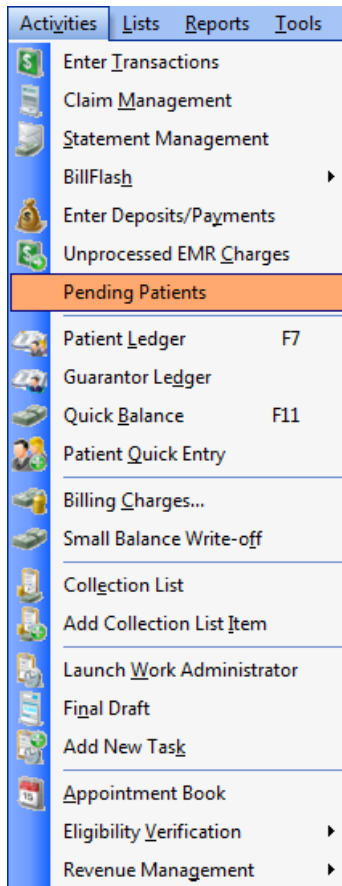 Activities Lists Reports Tools
Enter Transactions
Claim Management
Statement Management
BillFlash
Enter Deposits/Payments
Unprocessed EMR Charges
Pending Patients
Patient Ledger F7
Guarantor Ledger
Quick Balance F11
Patient Quick Entry
Billing Charges...
Small Balance Write-off
Collection List
Add Collection List Item
Launch Work Administrator
Final Draft
Add New Task
15 Appointment Book
Eligibility Verification
Revenue Management